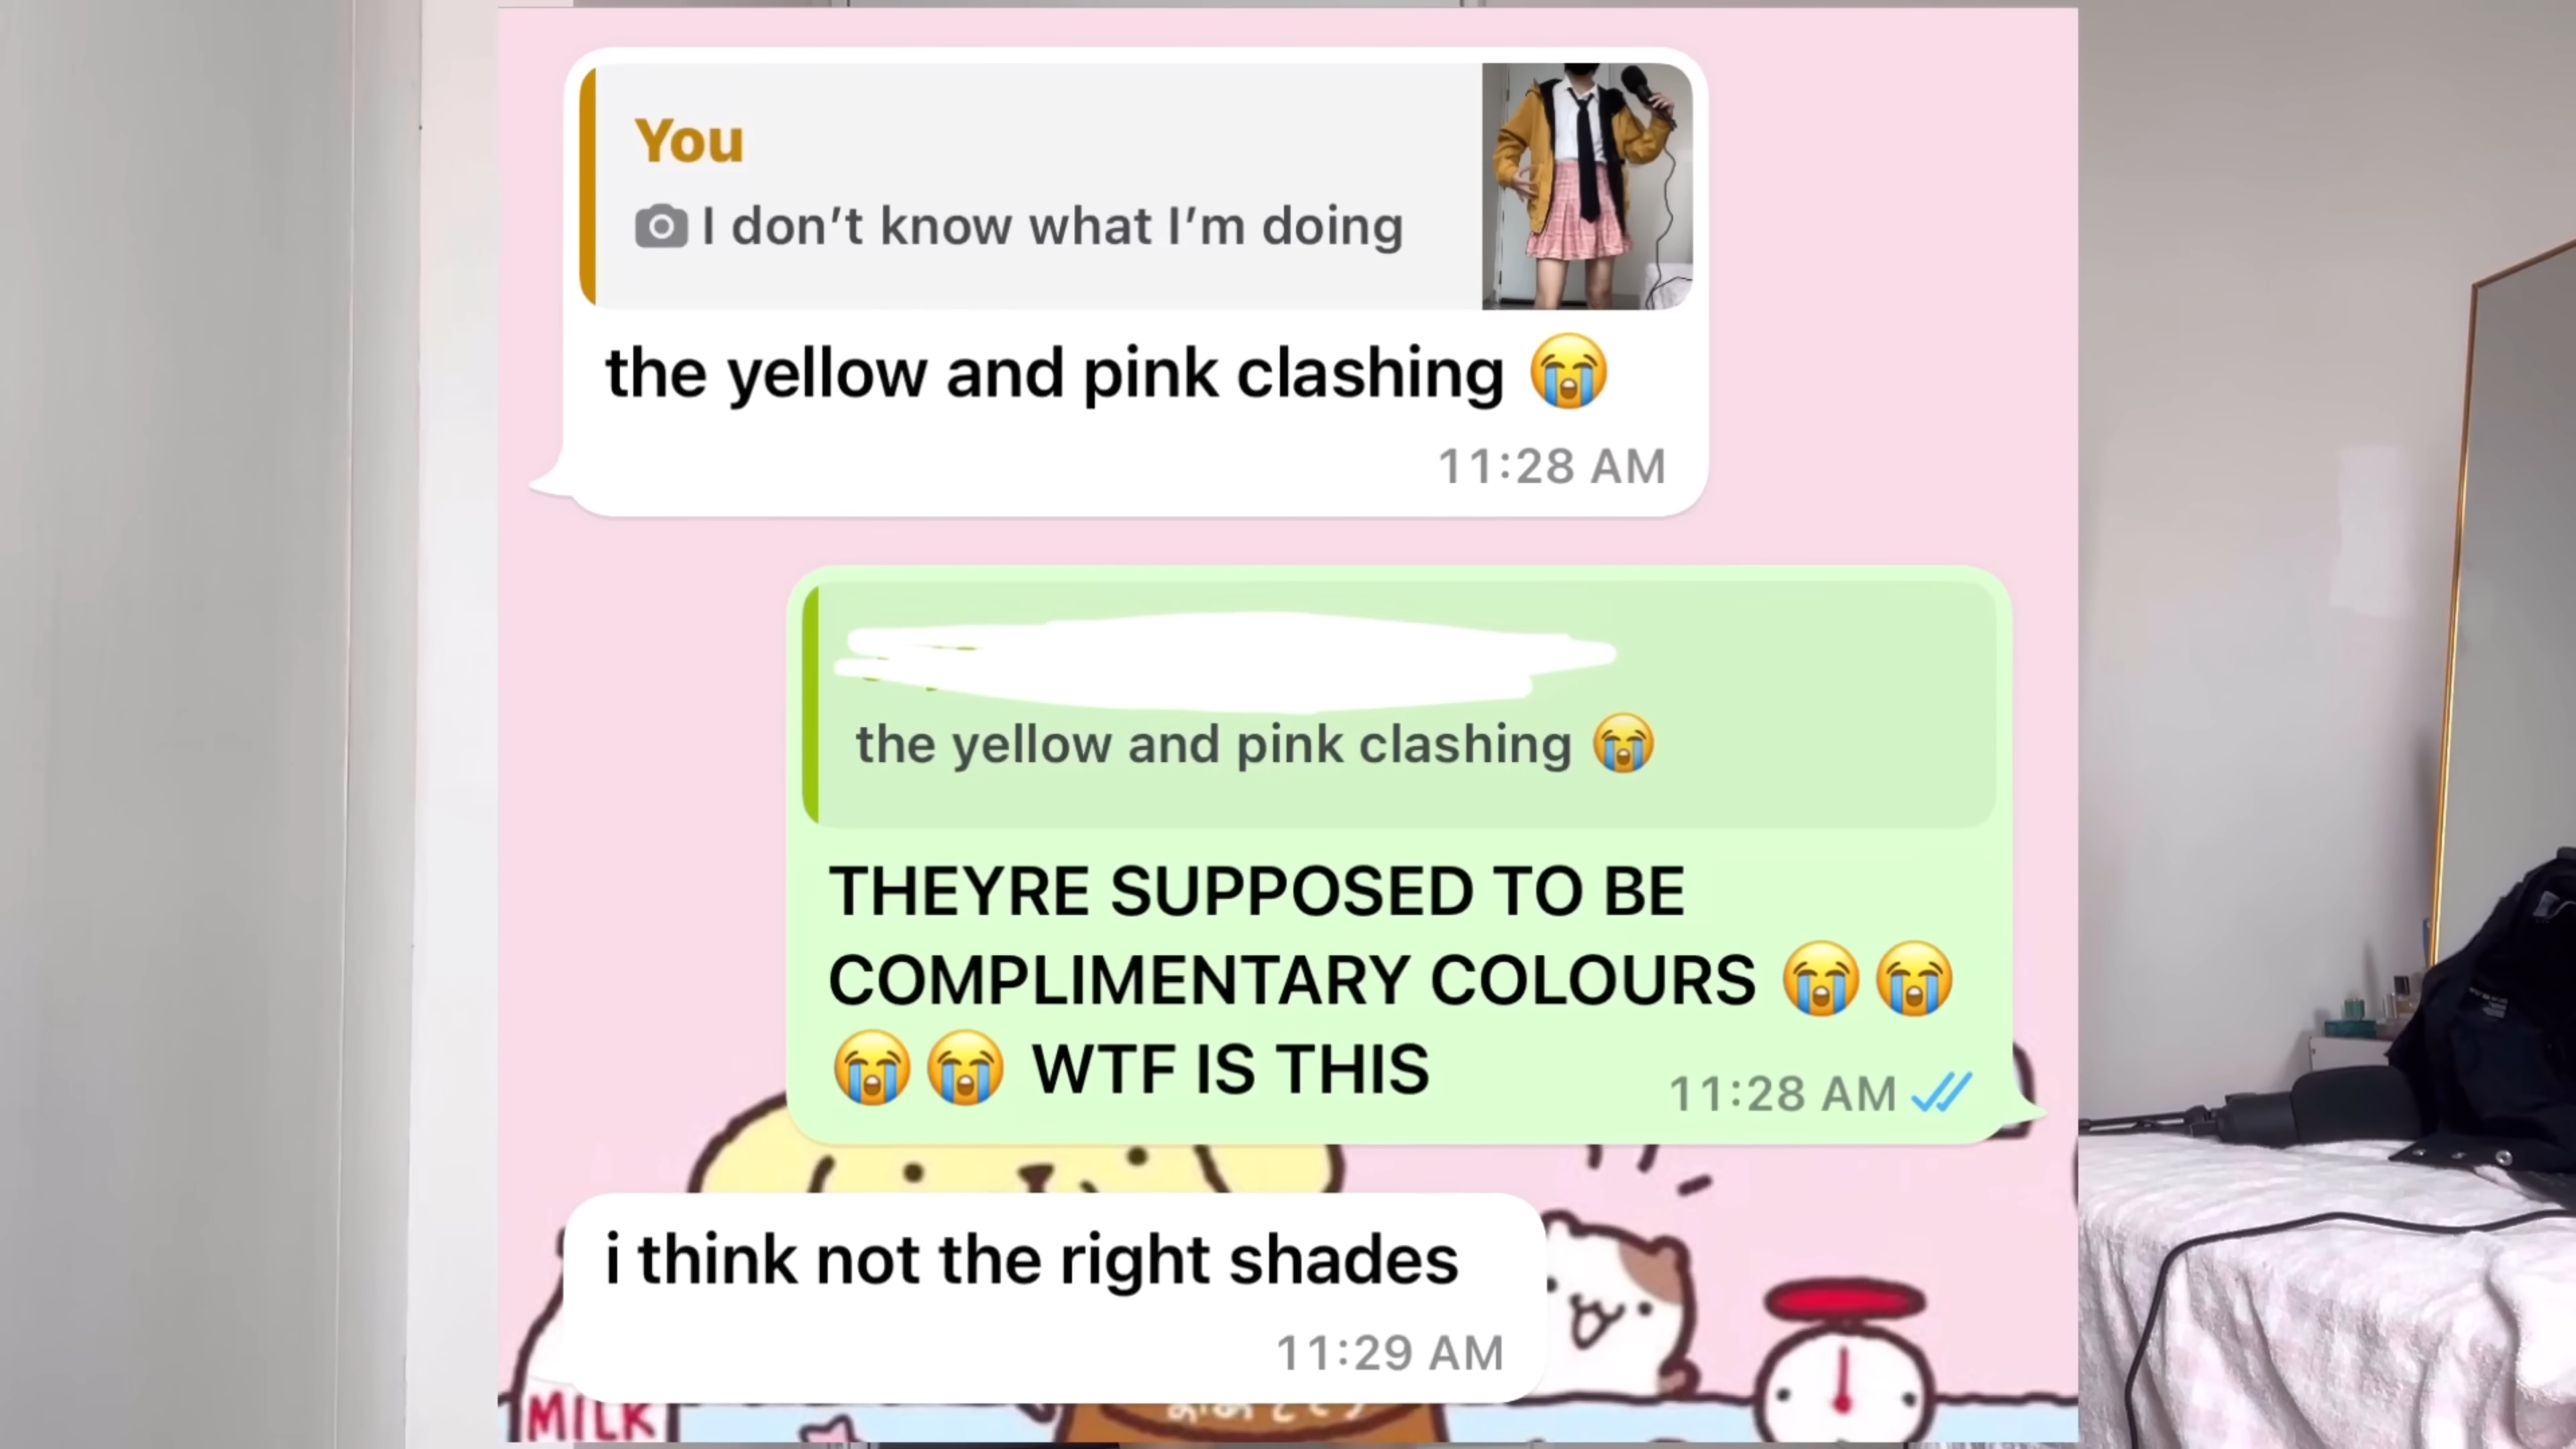 You
I don't know what I'm doing
the yellow and pink clashing 😭
11:28 AM
the yellow and pink clashing 😭
THEYRE SUPPOSED TO BE
COMPLIMENTARY COLOURS 😭😭
😭😭 WTF IS THIS
11:28 AM
i think not the right shades
11:29 AM
MILK